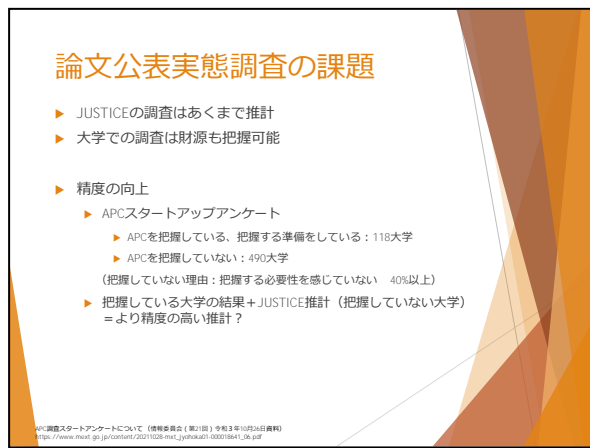 論文公表実態調査の課題
JUSTICEの調査はあくまで推計
大学での調査は財源も把握可能
精度の向上
APCスタートアップアンケート
APCを把握している、把握する準備をしている：118大学
APCを把握していない：490大学
（把握していない理由：把握する必要性を感じていない　40%以上）
把握している大学の結果＋JUSTICE推計（把握していない大学）
＝より精度の高い推計？
APC調査スタートアンケートについて（情報委員会（第21回）令和３年10月26日資料）
https://www.mext.go.jp/content/20211028-mxt_jyohoka01-000018641_06.pdf